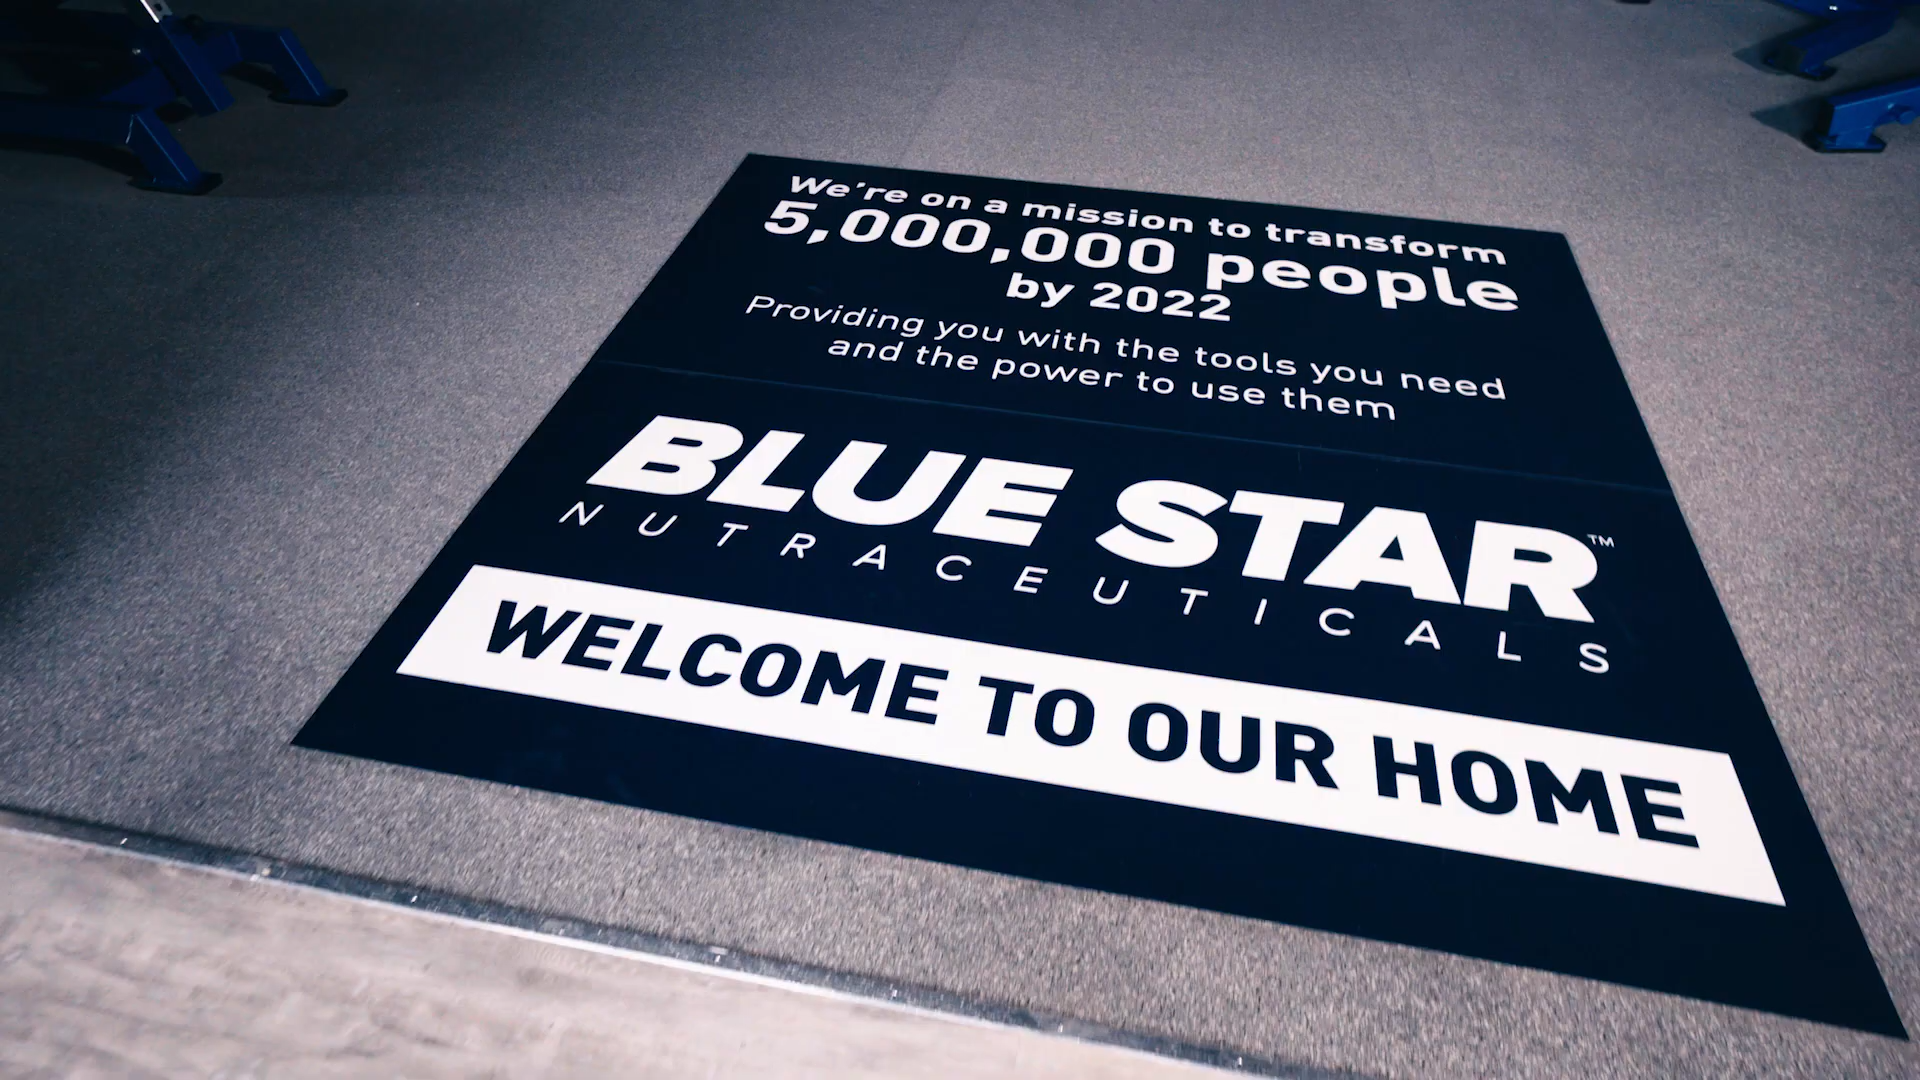 We're on a mission to transform
5,000,000 people
by 2022
Providing you with the tools you need
and the power to use them
BLUE STAR™
NUTRACEUTICALS
WELCOME TO OUR HOME